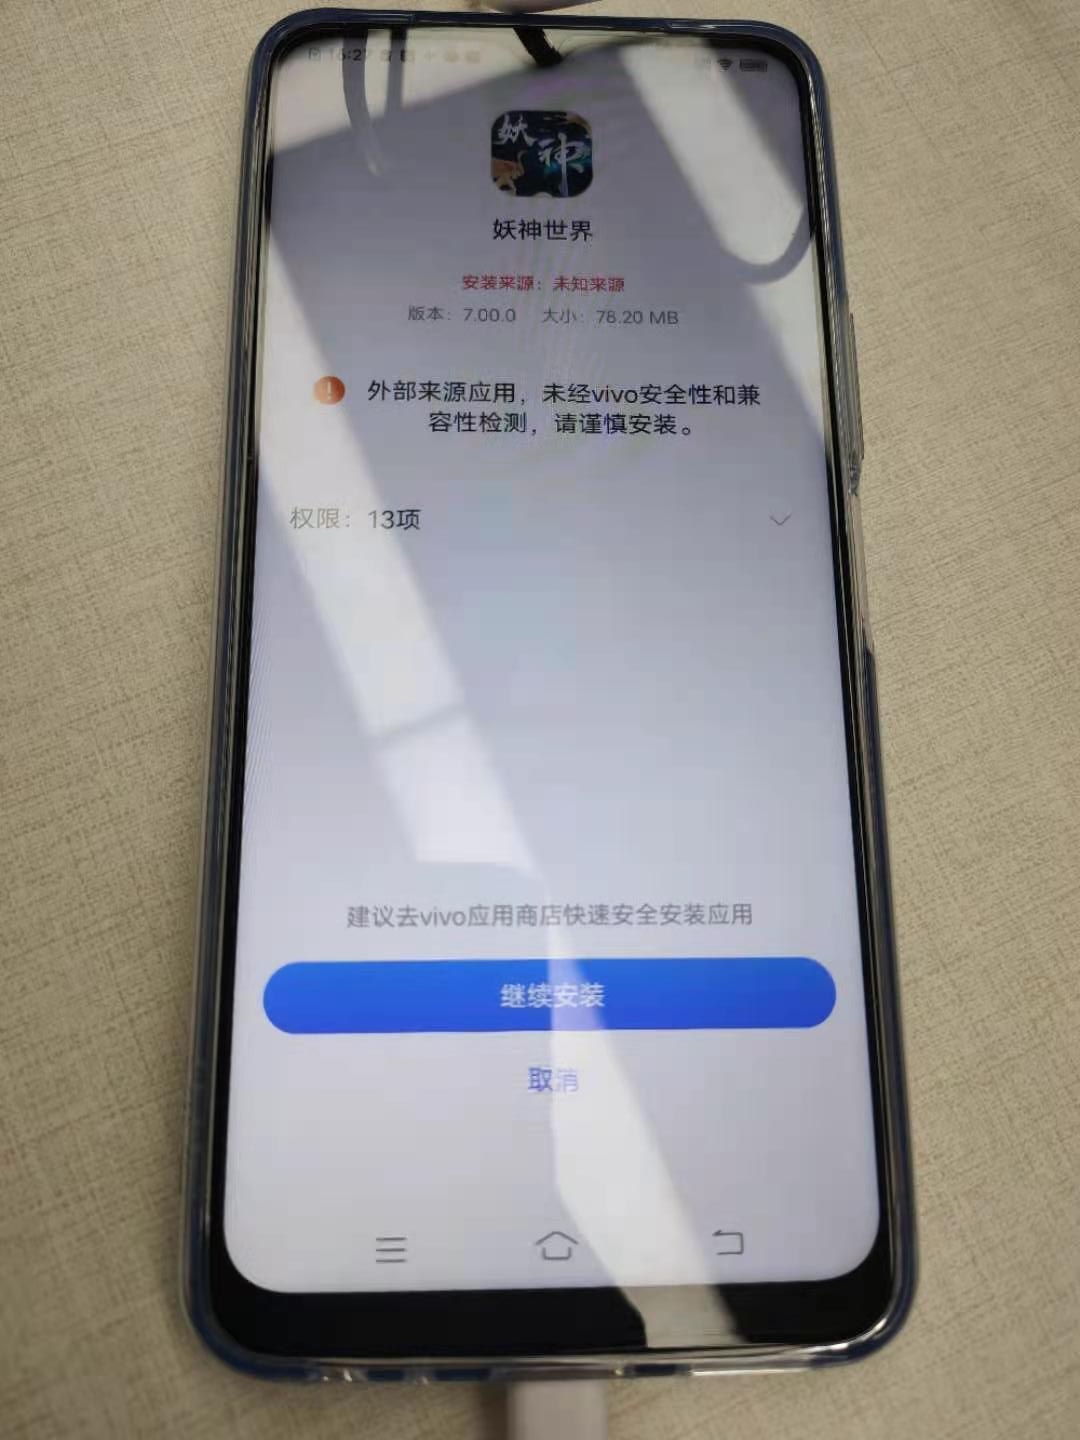 16:27
妖神
妖神世界
安装来源：未知来源
版本：7.00.0 大小：78.20 MB
外部来源应用，未经vivo安全性和兼
容性检测，请谨慎安装。
权限：13项
建议去vivo应用商店快速安全安装应用
继续安装
取消